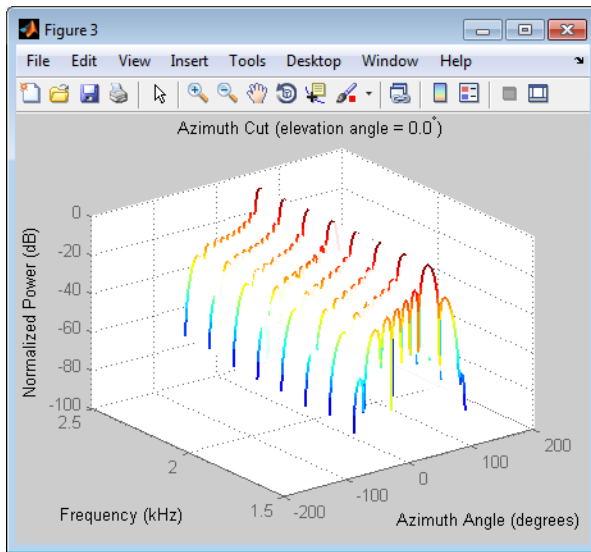 Figure 3
File Edit View Insert Tools Desktop Window Help
Azimuth Cut (elevation angle = 0.0°)
Normalized Power (dB)
0
-20
-40
-60
-80
-100
2.5
2
1.5
Frequency (kHz)
-200
-100
0
100
200
Azimuth Angle (degrees)